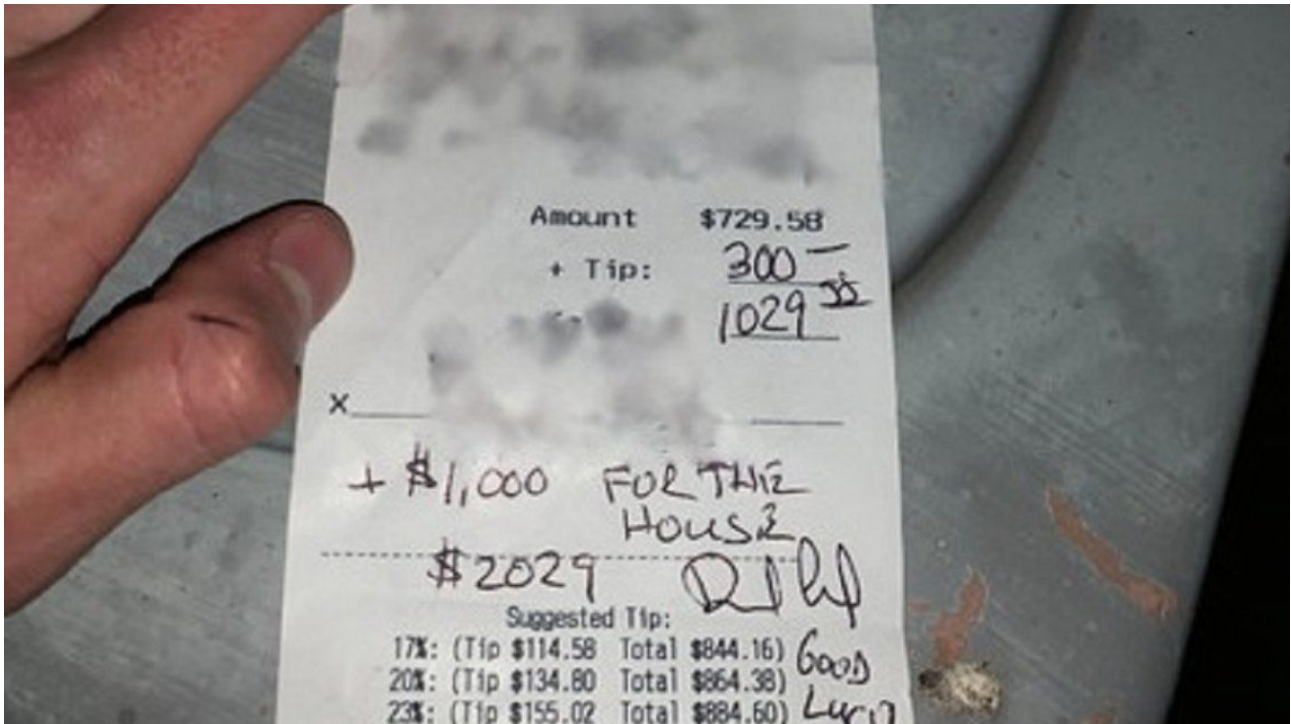 Amount $729.58
+ Tip: 300 —
1029
x
+ $1,000 FOR THE
HOUSE
$2029
Suggested Tip:
17%: (Tip $114.58 Total $844.16) GOOD
20%: (Tip $134.80 Total $864.38)
23%: (Tip $155.02 Total $884.60) LUCK